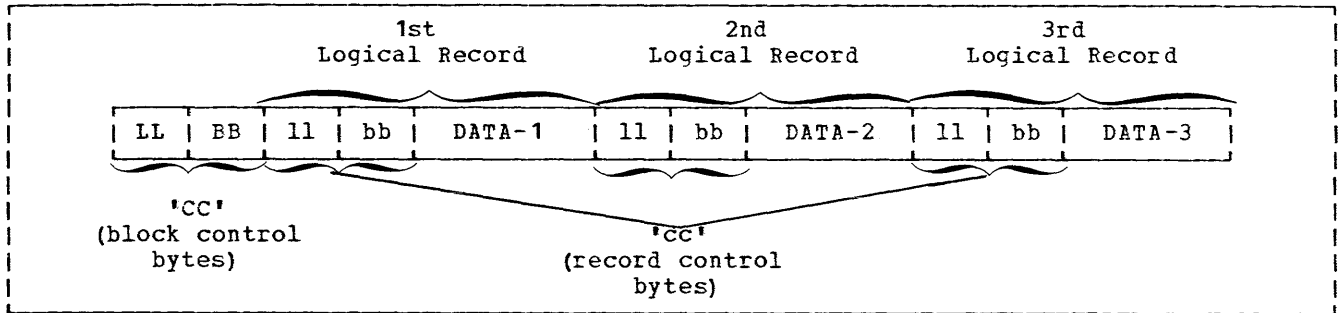 1st 2nd 3rd
Logical Record Logical Record Logical Record
LL BB ll bb DATA-1 ll bb DATA-2 ll bb DATA-3
'CC'
(block control
bytes)
'cc'
(record control
bytes)